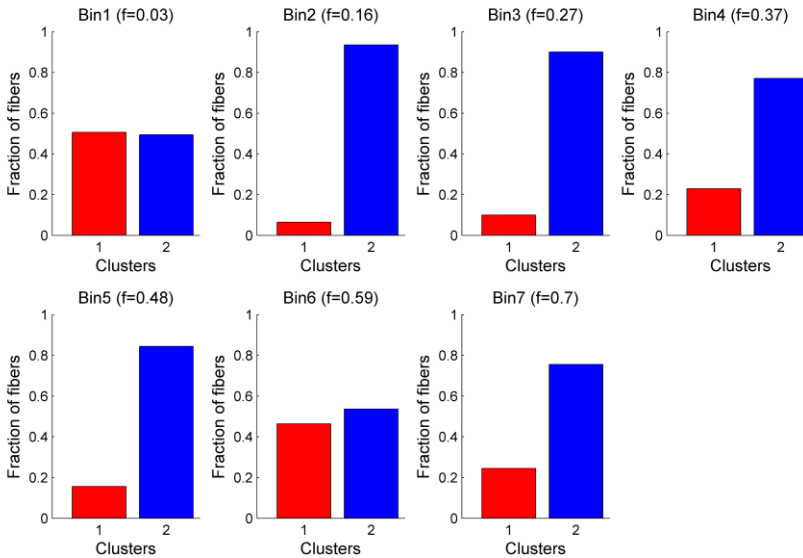 Bin1 (f=0.03)
1
0.8
0.6
0.4
0.2
0
Fraction of fibers
1 2
Clusters
Bin2 (f=0.16)
1
0.8
0.6
0.4
0.2
0
Fraction of fibers
1 2
Clusters
Bin3 (f=0.27)
1
0.8
0.6
0.4
0.2
0
Fraction of fibers
1 2
Clusters
Bin4 (f=0.37)
1
0.8
0.6
0.4
0.2
0
Fraction of fibers
1 2
Clusters
Bin5 (f=0.48)
1
0.8
0.6
0.4
0.2
0
Fraction of fibers
1 2
Clusters
Bin6 (f=0.59)
1
0.8
0.6
0.4
0.2
0
Fraction of fibers
1 2
Clusters
Bin7 (f=0.7)
1
0.8
0.6
0.4
0.2
0
Fraction of fibers
1 2
Clusters